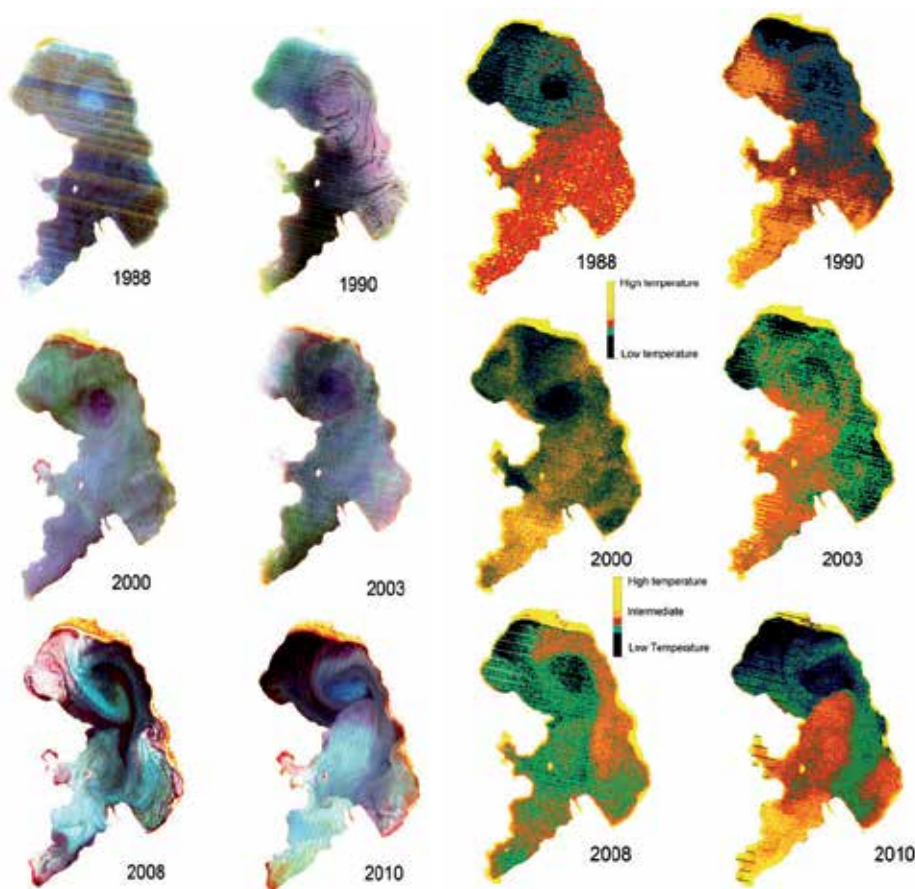 1988
1990
1988
1990
High temperature
Low temperature
2000
2003
2000
2003
High temperature
Intermediate
Low Temperature
2008
2010
2008
2010